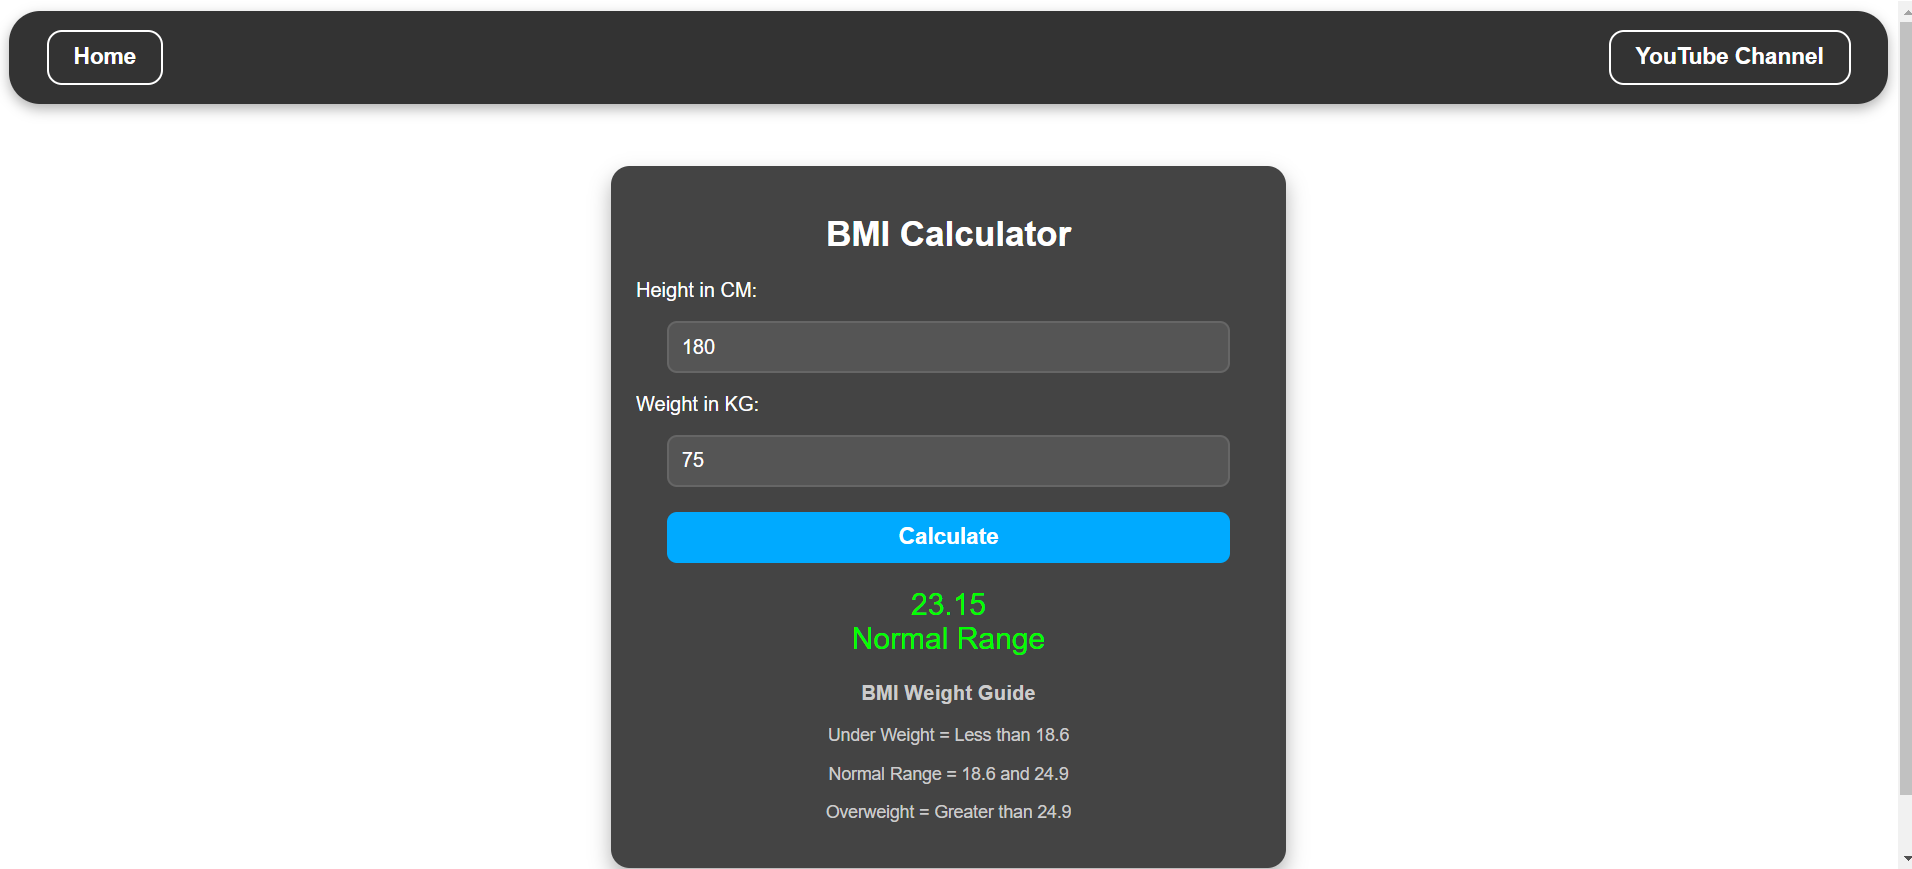 Home
YouTube Channel
BMI Calculator
Height in CM:
180
Weight in KG:
75
Calculate
23.15
Normal Range
BMI Weight Guide
Under Weight = Less than 18.6
Normal Range = 18.6 and 24.9
Overweight = Greater than 24.9